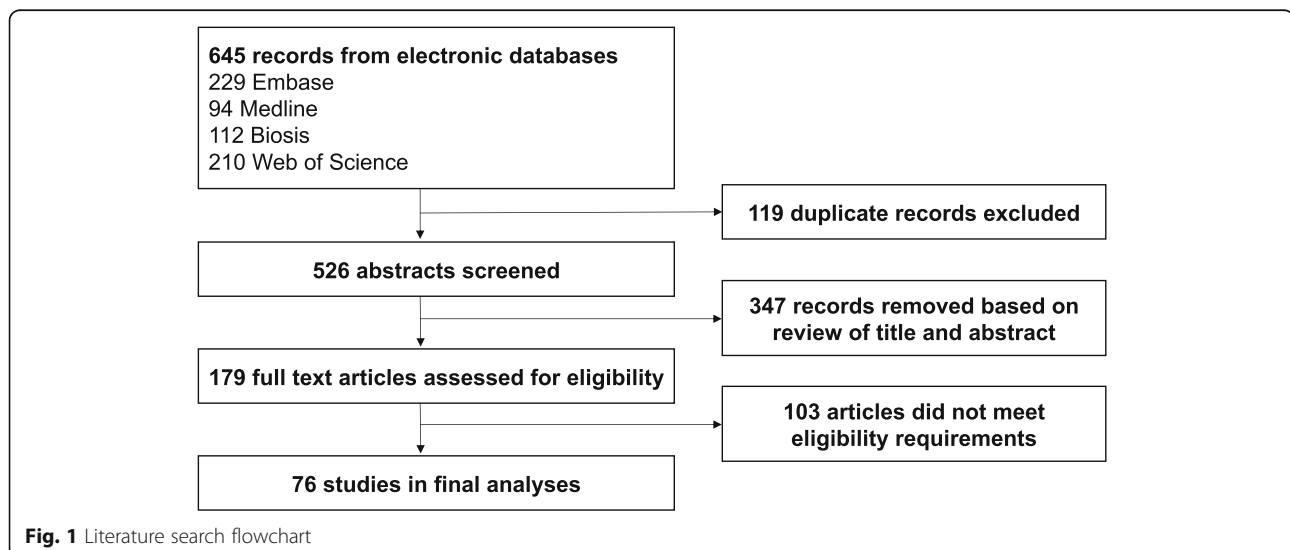 645 records from electronic databases
229 Embase
94 Medline
112 Biosis
210 Web of Science
119 duplicate records excluded
526 abstracts screened
347 records removed based on
review of title and abstract
179 full text articles assessed for eligibility
103 articles did not meet
eligibility requirements
76 studies in final analyses
Fig. 1 Literature search flowchart